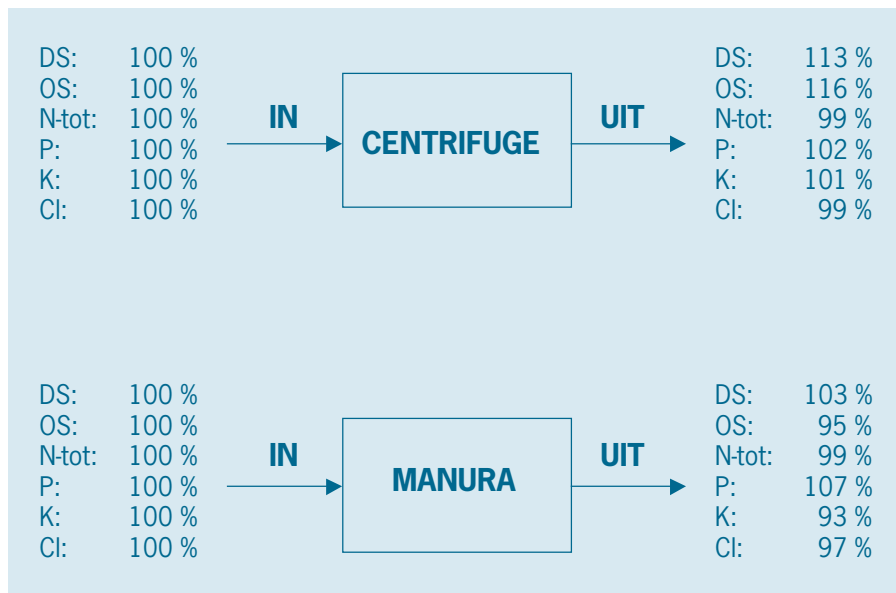 DS: 100 %
OS: 100 %
N-tot: 100 %
P: 100 %
K: 100 %
Cl: 100 %
IN
CENTRIFUGE
UIT
DS: 113 %
OS: 116 %
N-tot: 99 %
P: 102 %
K: 101 %
Cl: 99 %
DS: 100 %
OS: 100 %
N-tot: 100 %
P: 100 %
K: 100 %
Cl: 100 %
IN
MANURA
UIT
DS: 103 %
OS: 95 %
N-tot: 99 %
P: 107 %
K: 93 %
Cl: 97 %